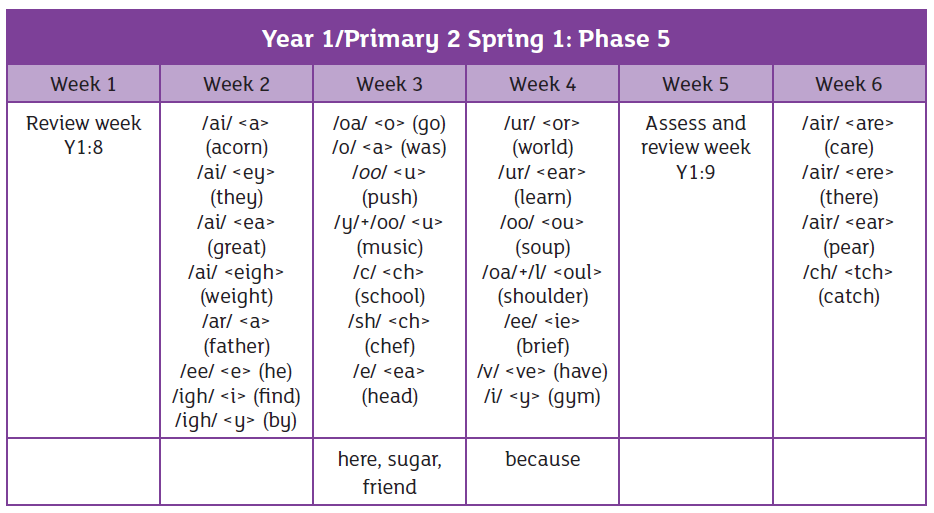 Year 1/Primary 2 Spring 1: Phase 5
Week 1
Week 2
Week 3
Week 4
Week 5
Week 6
Review week
Y1:8
/ai/ <a>
(acorn)
/ai/ <ey>
(they)
/ai/ <ea>
(great)
/ai/ <eigh>
(weight)
/ar/ <a>
(father)
/ee/ <e> (he)
/igh/ <i> (find)
/igh/ <y> (by)
/oa/ <o> (go)
/o/ <a> (was)
/oo/ <u>
(push)
/y/+/oo/ <u>
(music)
/c/ <ch>
(school)
/sh/ <ch>
(chef)
/e/ <ea>
(head)
/ur/ <or>
(world)
/ur/ <ear>
(learn)
/oo/ <ou>
(soup)
/oa/+/l/ <oul>
(shoulder)
/ee/ <ie>
(brief)
/v/ <ve> (have)
/i/ <y> (gym)
Assess and
review week
Y1:9
/air/ <are>
(care)
/air/ <ere>
(there)
/air/ <ear>
(pear)
/ch/ <tch>
(catch)
here, sugar,
friend
because